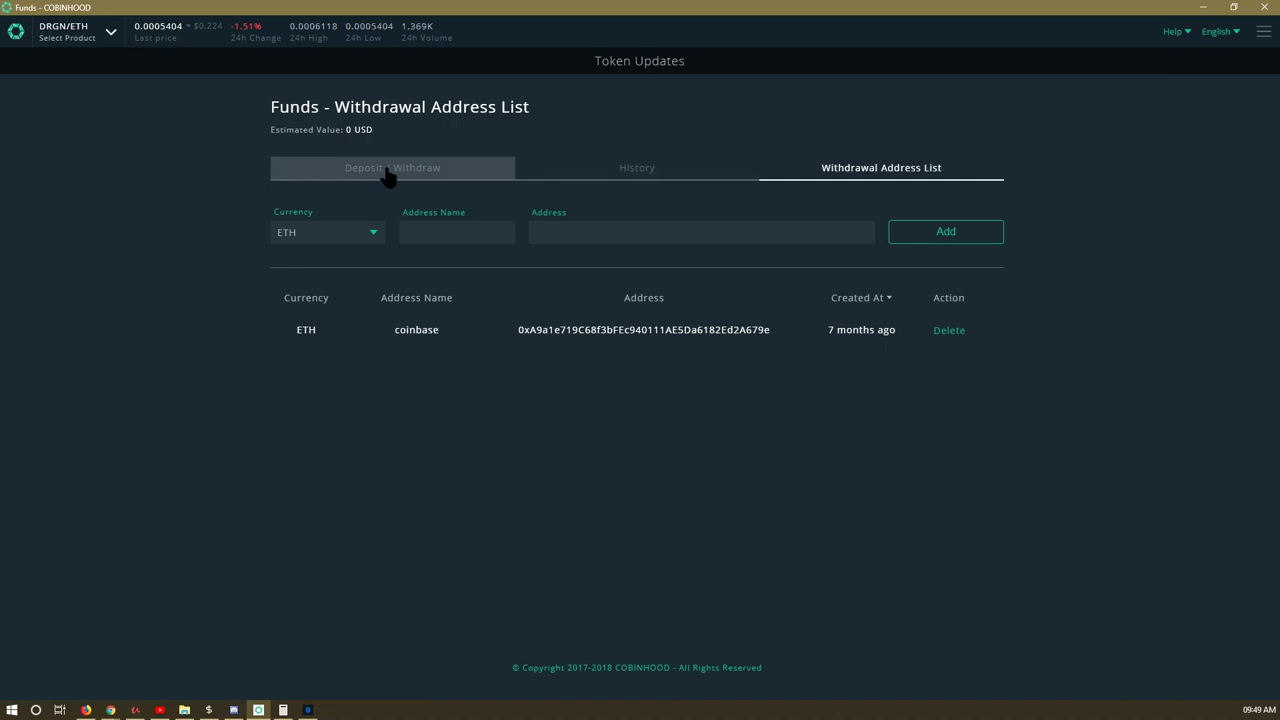 Funds - COBINHOOD
DRGN/ETH
Select Product
0.0005404 ≈ $0.224
Last price
-1.51%
24h Change
0.0006118
24h High
0.0005404
24h Low
1.369K
24h Volume
Help
English
Token Updates
Funds - Withdrawal Address List
Estimated Value: 0 USD
Deposit / Withdraw
History
Withdrawal Address List
Currency
Address Name
Address
ETH
Add
Currency
Address Name
Address
Created At
Action
ETH
coinbase
0xA9a1e719C68f3bFEc940111AE5Da6182Ed2A679e
7 months ago
Delete
© Copyright 2017-2018 COBINHOOD - All Rights Reserved
09:49 AM